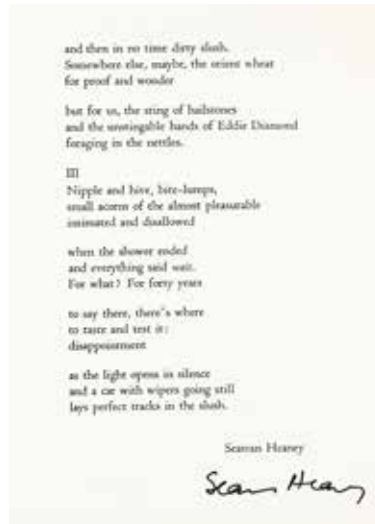 and then in no time dirty slush.
Somewhere else, maybe, the orient wheat
for proof and wonder
but for us, the sting of hailstones
and the unstingable hands of Eddie Diamond
foraging in the nettles.
III
Nipple and hive, bite-lumps,
small acorns of the almost pleasurable
intimated and disallowed
when the shower ended
and everything said wait.
For what? For forty years
to say there, there's where
to taste and test it:
disappointment
as the light opens in silence
and a car with wipers going still
lays perfect tracks in the slush.
Seamus Heaney
Seamus Heaney